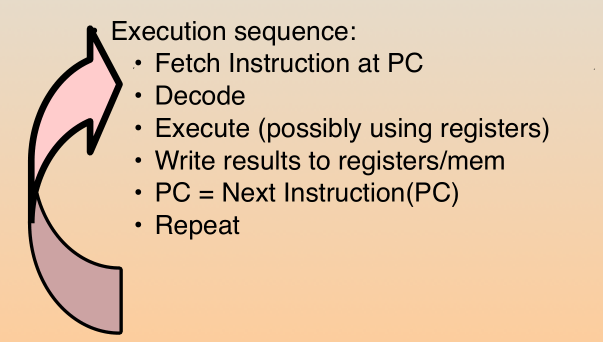 Execution sequence:
• Fetch Instruction at PC
• Decode
• Execute (possibly using registers)
• Write results to registers/mem
• PC = Next Instruction(PC)
• Repeat